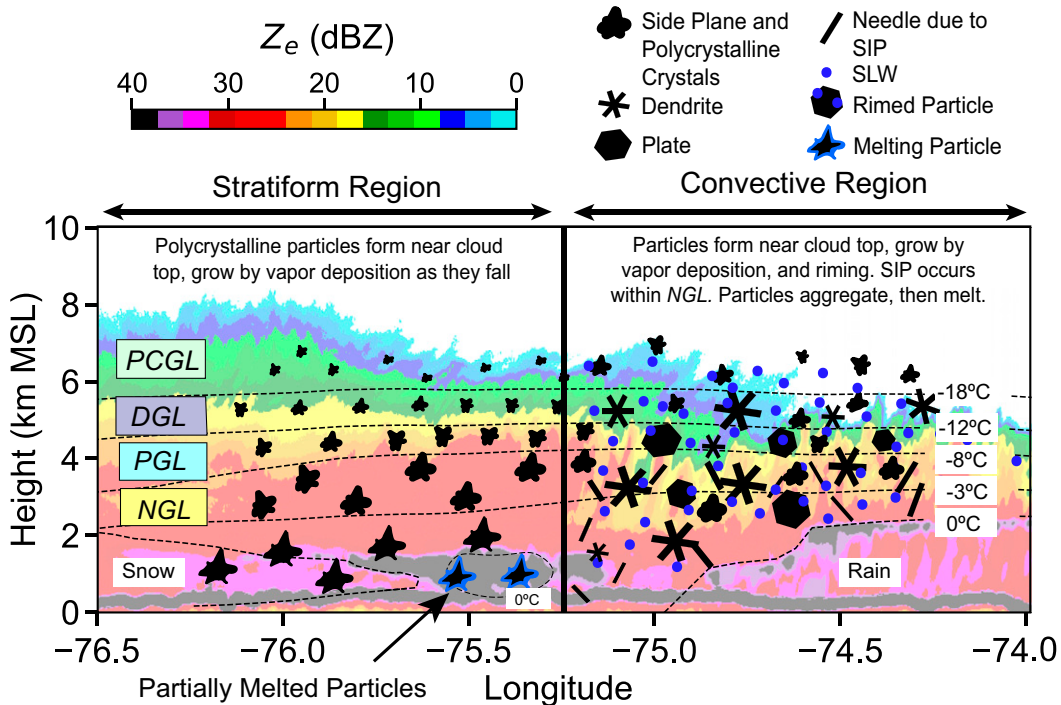 Z_e (dBZ)
40 30 20 10 0
Side Plane and
Polycrystalline
Crystals
Dendrite
Plate
Needle due to
SIP
SLW
Rimed Particle
Melting Particle
Stratiform Region
Convective Region
Polycrystalline particles form near cloud
top, grow by vapor deposition as they fall
Particles form near cloud top, grow by
vapor deposition, and riming. SIP occurs
within NGL. Particles aggregate, then melt.
Height (km MSL)
10
8
6
4
2
0
PCGL
DGL
PGL
NGL
Snow
0ºC
Rain
-18ºC
-12ºC
-8ºC
-3ºC
0ºC
−76.5 −76.0 −75.5 −75.0 −74.5 −74.0
Partially Melted Particles
Longitude